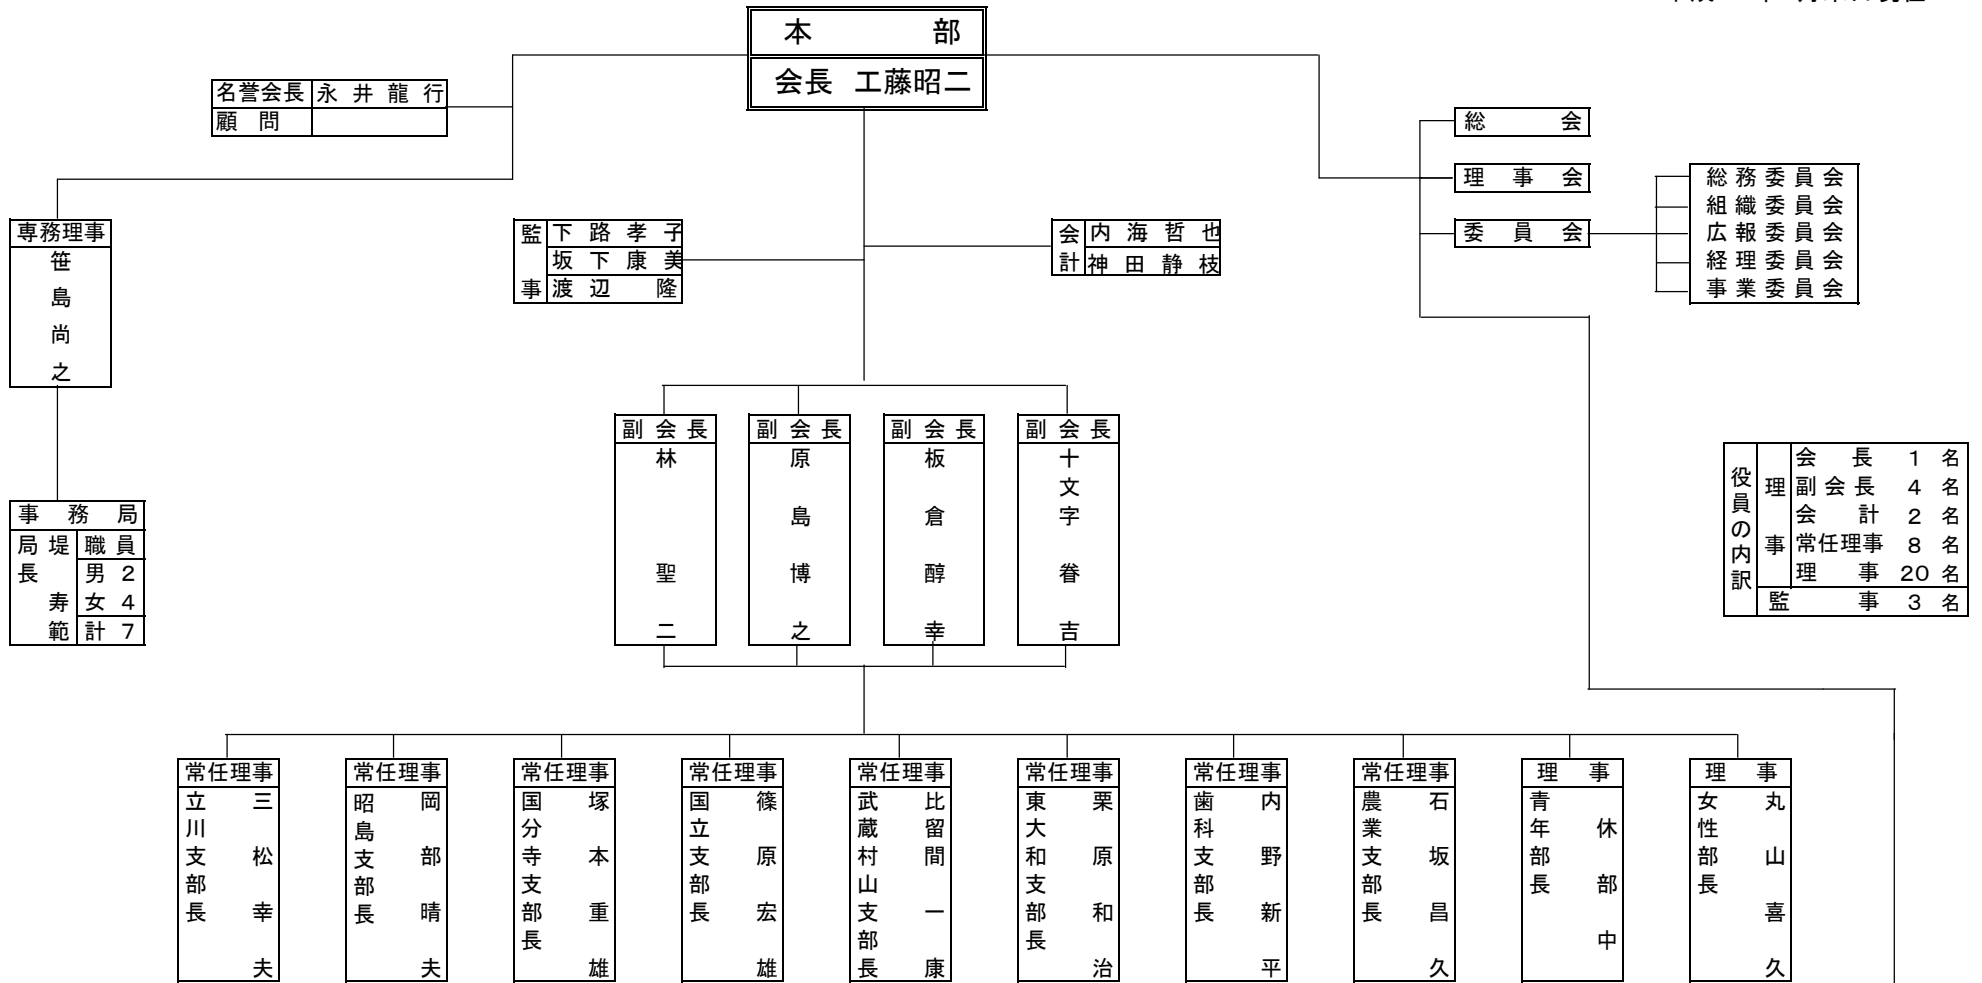 本部
会長 工藤昭二
名誉会長 永井龍行
顧問
総会
理事会
委員会
総務委員会
組織委員会
広報委員会
経理委員会
事業委員会
専務理事
笹島尚之
監事
下路孝子
坂下康美
渡辺隆
会計
内海哲也
神田静枝
副会長
林聖二
副会長
原島博之
副会長
板倉醇幸
副会長
十文字眷吉
事務局
局長 堤寿範
職員
男 2
女 4
計 7
役員の内訳
理事
会長 1 名
副会長 4 名
会計 2 名
常任理事 8 名
理事 20 名
監事 3 名
常任理事
立川支部長 三松幸夫
常任理事
昭島支部長 岡部晴夫
常任理事
国分寺支部長 塚本重雄
常任理事
国立支部長 篠原宏雄
常任理事
武蔵村山支部長 比留間一康
常任理事
東大和支部長 栗原和治
常任理事
歯科支部長 内野新平
常任理事
農業支部長 石坂昌久
理事
青年部長 休部中
理事
女性部長 丸山喜久